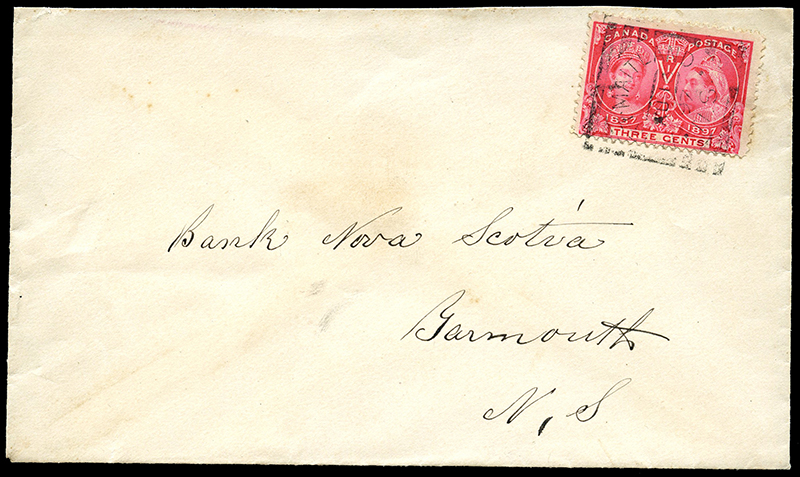 CANADA POSTAGE
V R I
1837 1897
THREE CENTS
Bank Nova Scotia
Yarmouth
N, S